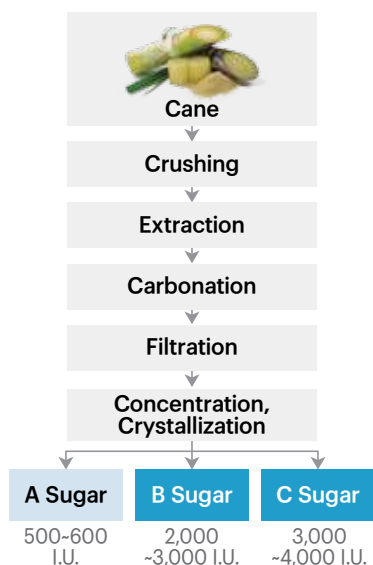 Cane
Crushing
Extraction
Carbonation
Filtration
Concentration,
Crystallization
A Sugar
B Sugar
C Sugar
500~600
I.U.
2,000
~3,000 I.U.
3,000
~4,000 I.U.